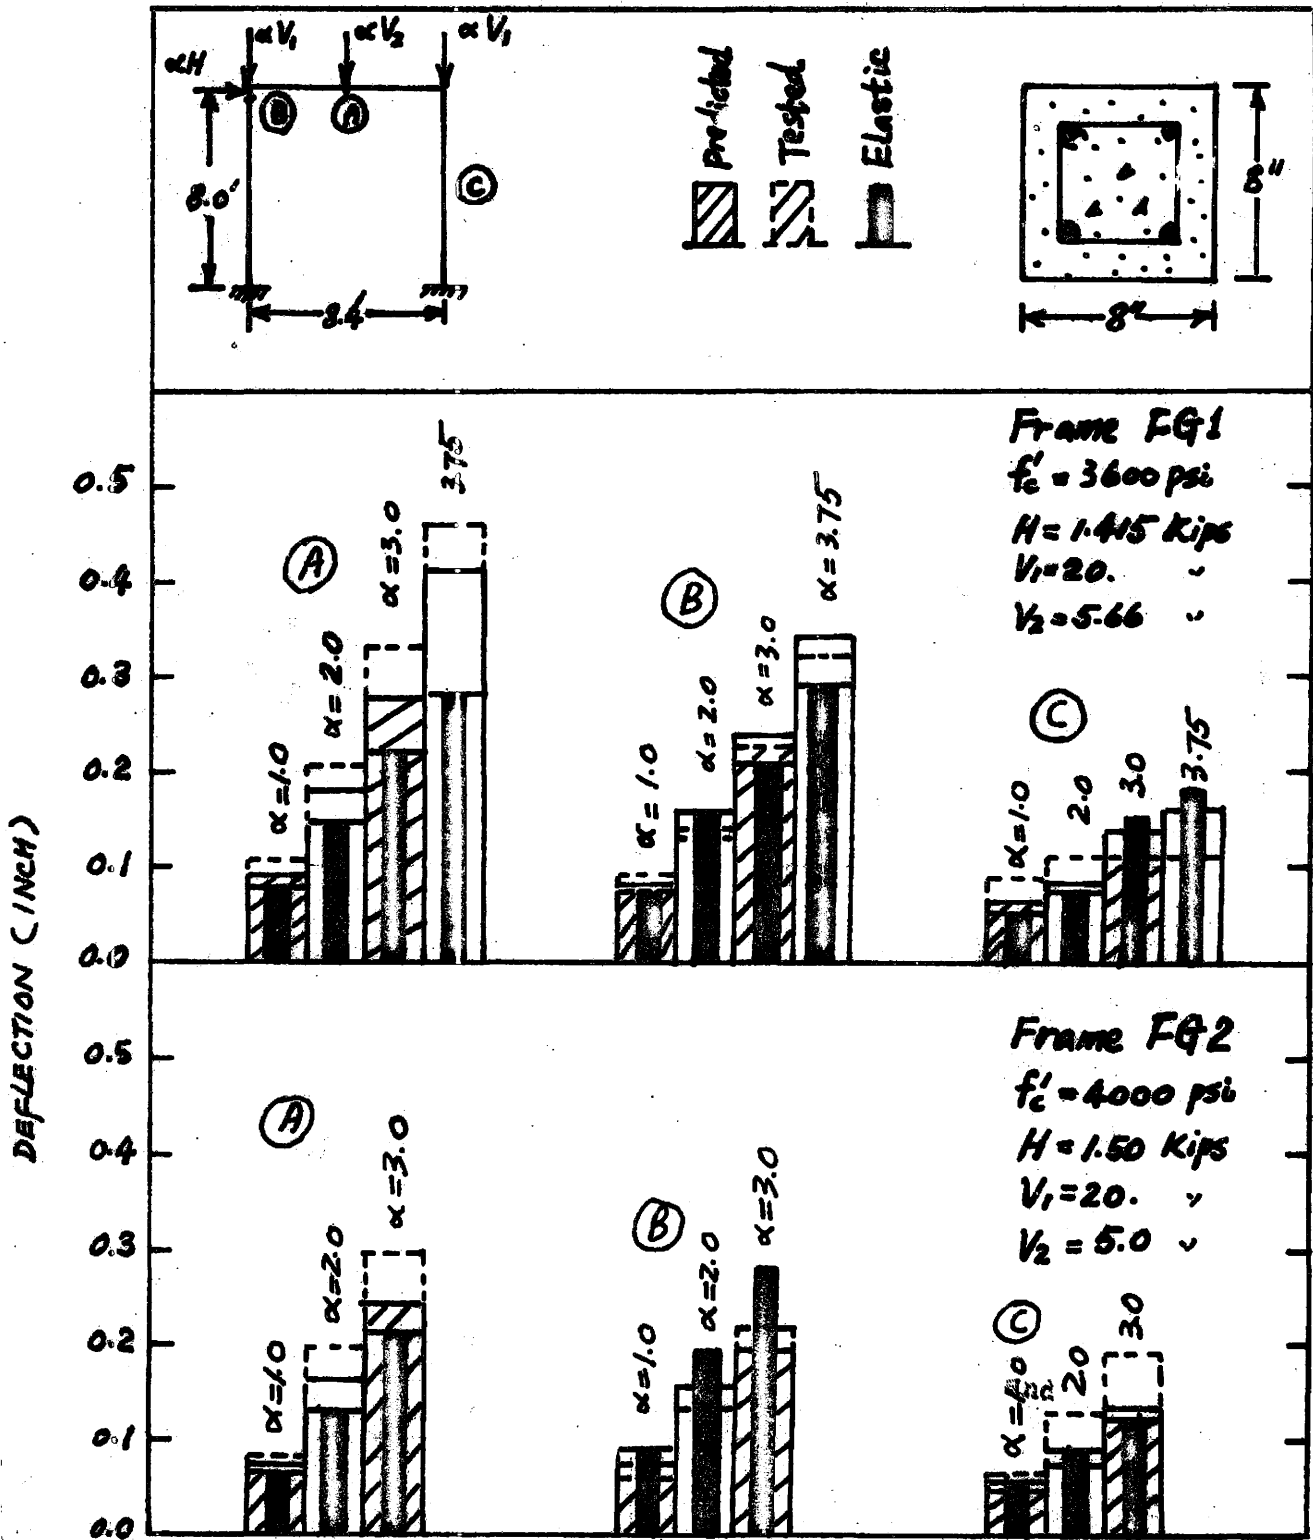 αV₁ αV₂ αV₁
αH
B A
C
8.0'
8.4'
Predicted
Tested
Elastic
8"
8"
DEFLECTION (INCH)
Frame FG1
f'c = 3600 psi
H = 1.415 Kips
V₁ = 20. "
V₂ = 5.66 "
0.5
0.4
0.3
0.2
0.1
0.0
A
α=1.0
α=2.0
α=3.0
3.75
B
α=1.0
α=2.0
α=3.0
α=3.75
C
α=1.0
2.0
3.0
3.75
Frame FG2
f'c = 4000 psi
H = 1.50 Kips
V₁ = 20. "
V₂ = 5.0 "
0.5
0.4
0.3
0.2
0.1
0.0
A
α=1.0
α=2.0
α=3.0
B
α=1.0
α=2.0
α=3.0
C
α=1.0
2.0
3.0